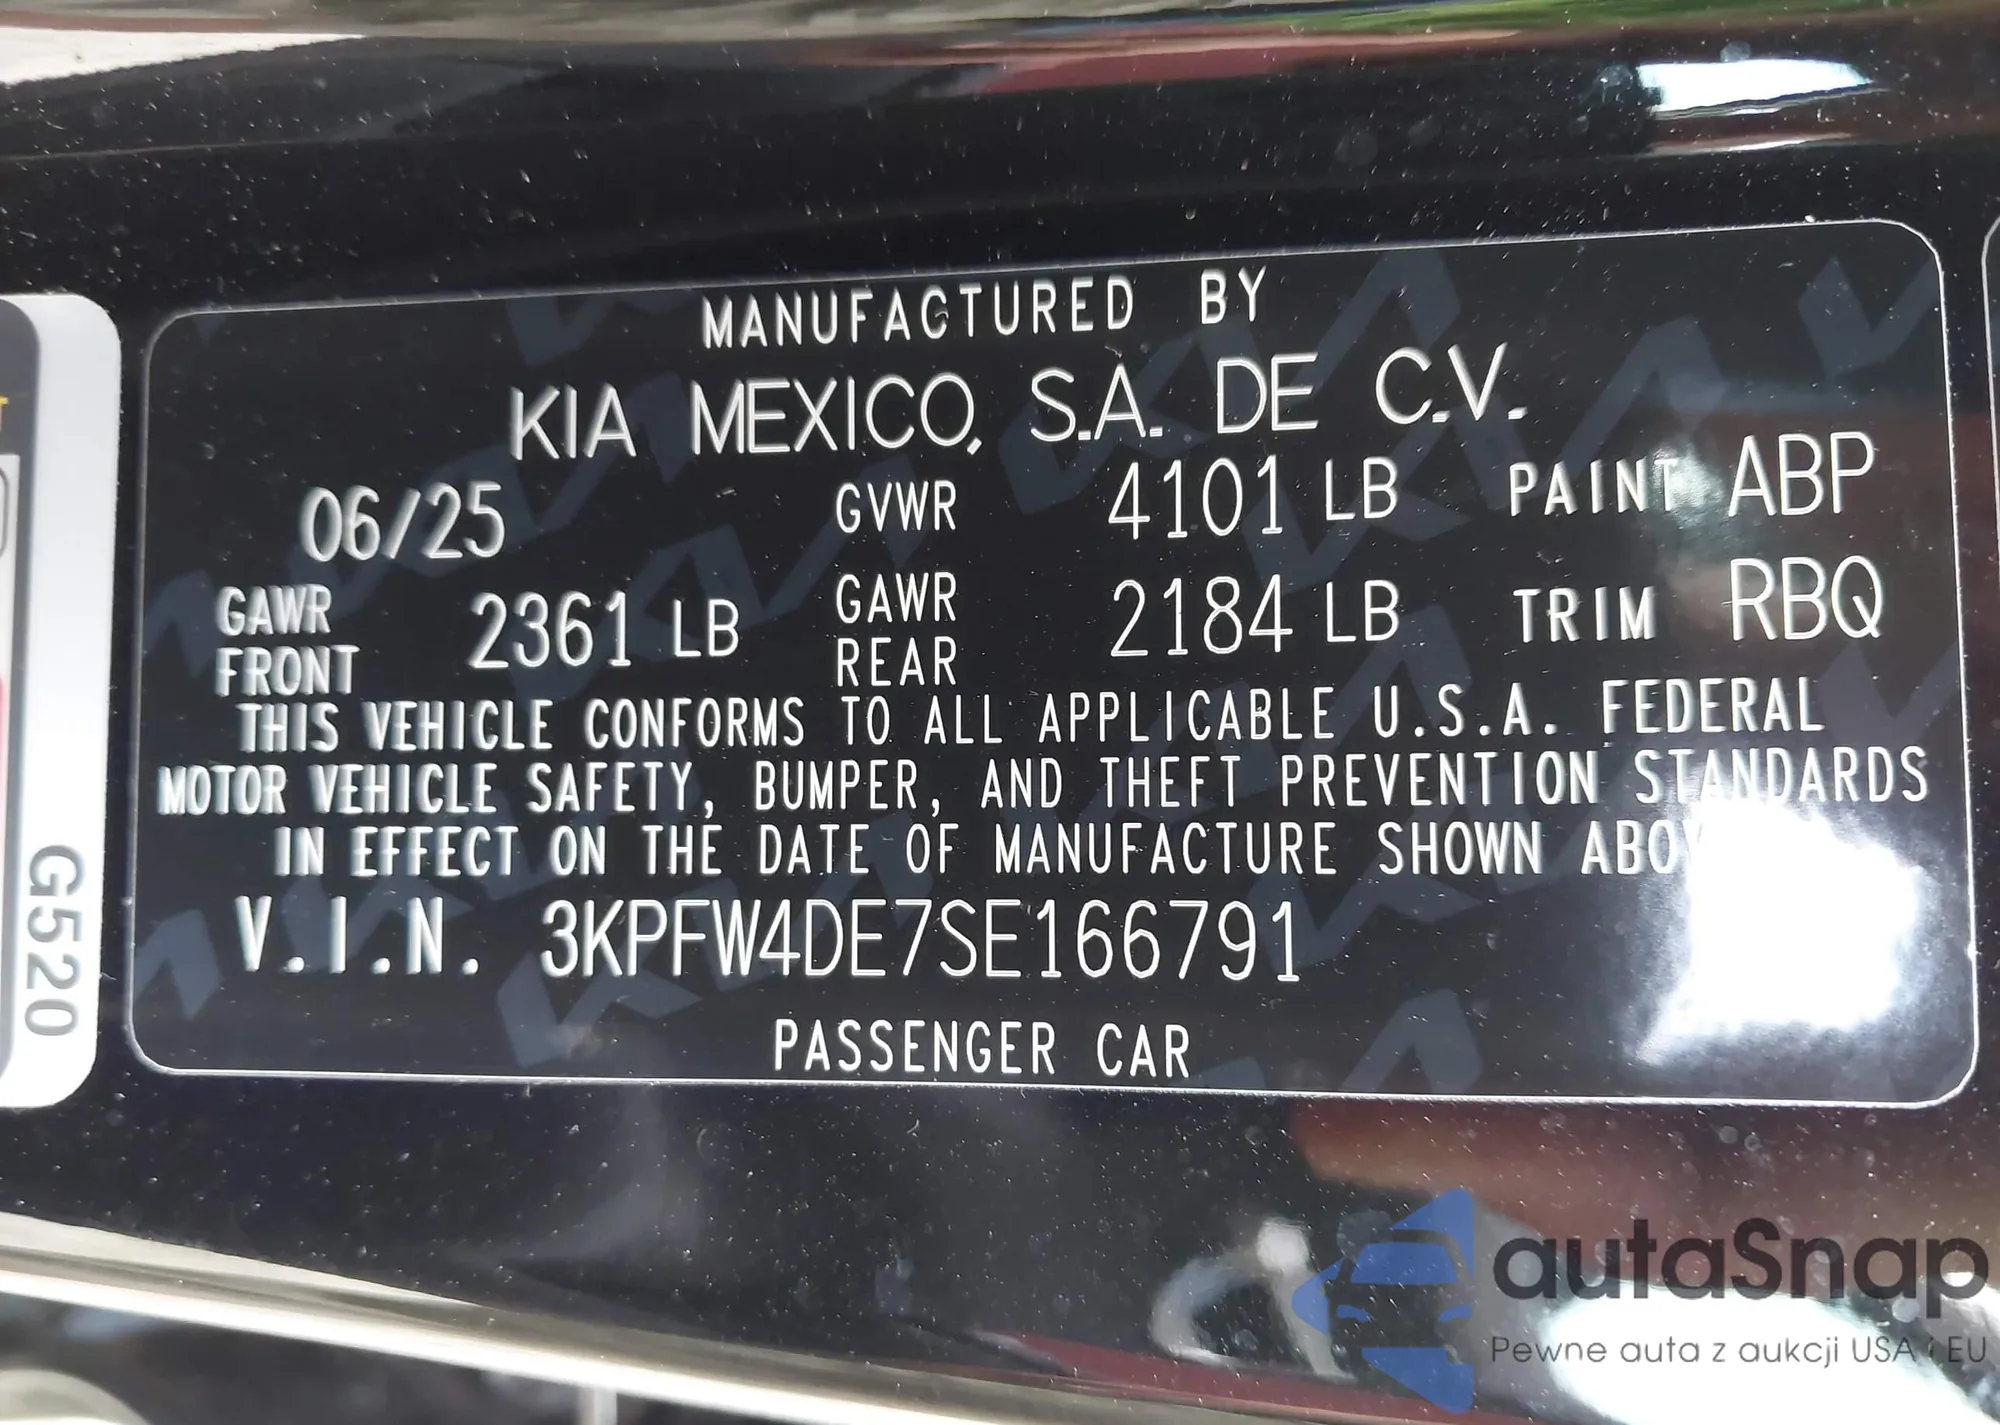 MANUFACTURED BY
KIA MEXICO, S.A. DE C.V.
06/25 GVWR 4101 LB PAINT ABP
GAWR FRONT 2361 LB GAWR REAR 2184 LB TRIM RBQ
THIS VEHICLE CONFORMS TO ALL APPLICABLE U.S.A. FEDERAL
MOTOR VEHICLE SAFETY, BUMPER, AND THEFT PREVENTION STANDARDS
IN EFFECT ON THE DATE OF MANUFACTURE SHOWN
V.I.N. 3KPFW4DE7SE166791
PASSENGER CAR
G520
autaSnap
Pewne auta z aukcji USA i EU